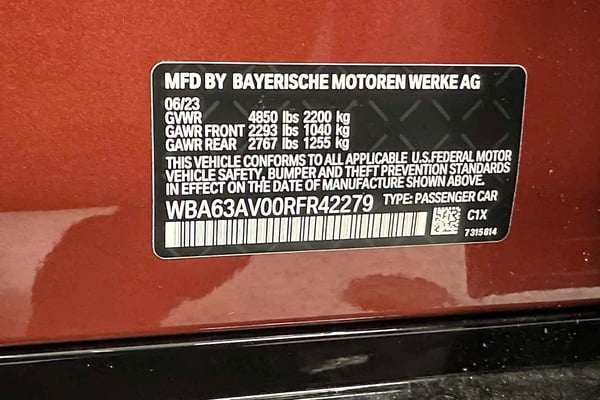 MFD BY BAYERISCHE MOTOREN WERKE AG
06/23
GVWR 4850 lbs 2200 kg
GAWR FRONT 2293 lbs 1040 kg
GAWR REAR 2767 lbs 1255 kg
THIS VEHICLE CONFORMS TO ALL APPLICABLE U.S.FEDERAL MOTOR
VEHICLE SAFETY, BUMPER AND THEFT PREVENTION STANDARDS
IN EFFECT ON THE DATE OF MANUFACTURE SHOWN ABOVE.
WBA63AV00RFR42279 TYPE: PASSENGER CAR
C1X
7315814